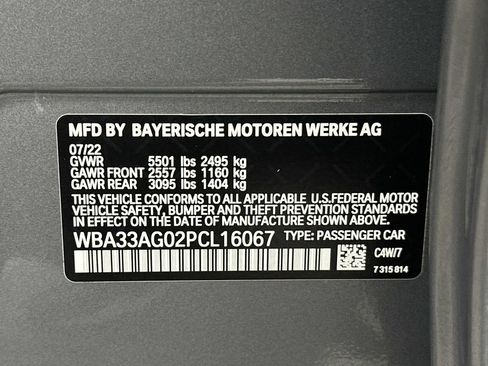 MFD BY BAYERISCHE MOTOREN WERKE AG
07/22
GVWR 5501 lbs 2495 kg
GAWR FRONT 2557 lbs 1160 kg
GAWR REAR 3095 lbs 1404 kg
THIS VEHICLE CONFORMS TO ALL APPLICABLE U.S.FEDERAL MOTOR
VEHICLE SAFETY, BUMPER, AND THEFT PREVENTION STANDARDS
IN EFFECT ON THE DATE OF MANUFACTURE SHOWN ABOVE.
WBA33AG02PCL16067 TYPE: PASSENGER CAR
C4W/7
7 315 814